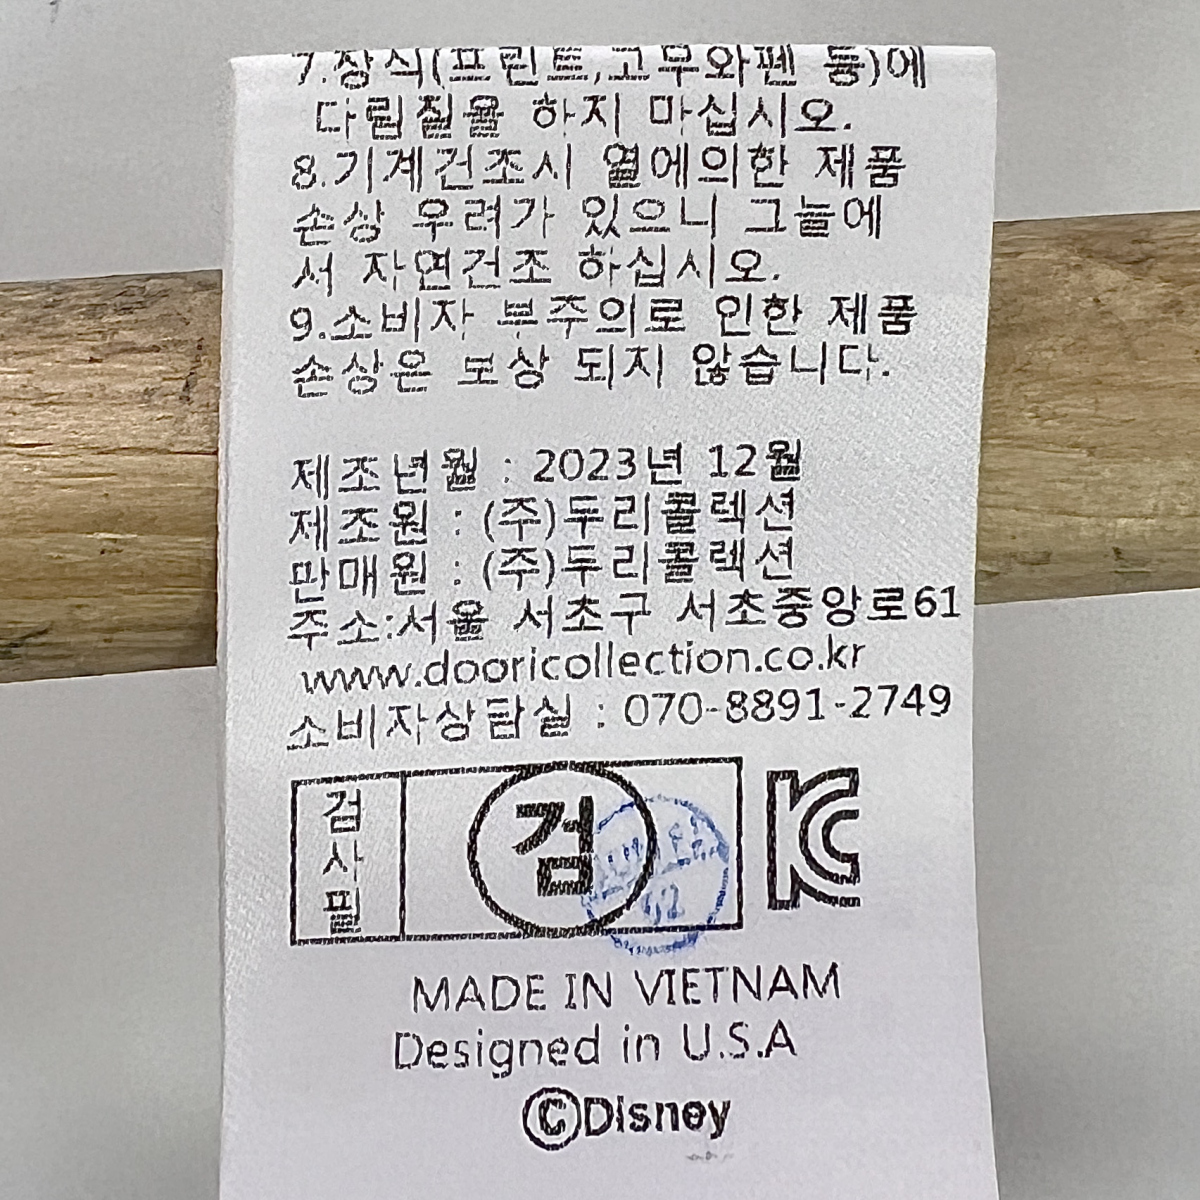 7.장식(프린트,고무와펜 등)에
다림질을 하지 마십시오.
8.기계건조시 열에의한 제품
손상 우려가 있으니 그늘에
서 자연건조 하십시오.
9.소비자 부주의로 인한 제품
손상은 보상 되지 않습니다.
제조년월 : 2023년 12월
제조원 : (주)두리콜렉션
판매원 : (주)두리콜렉션
주소:서울 서초구 서초중앙로61
www.dooricollection.co.kr
소비자상담실 : 070-8891-2749
검사필
검
KC
MADE IN VIETNAM
Designed in U.S.A
©Disney